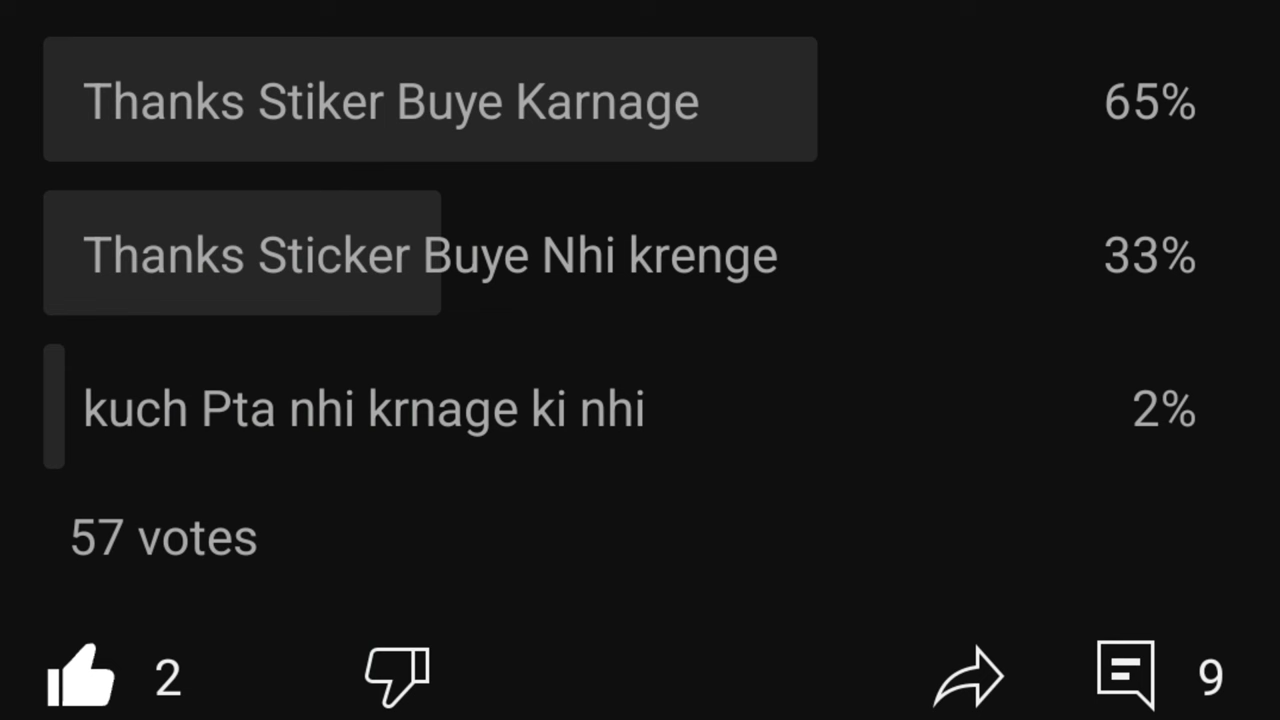 Thanks Stiker Buye Karnage 65%
Thanks Sticker Buye Nhi krenge 33%
kuch Pta nhi krnage ki nhi 2%
57 votes
2 9